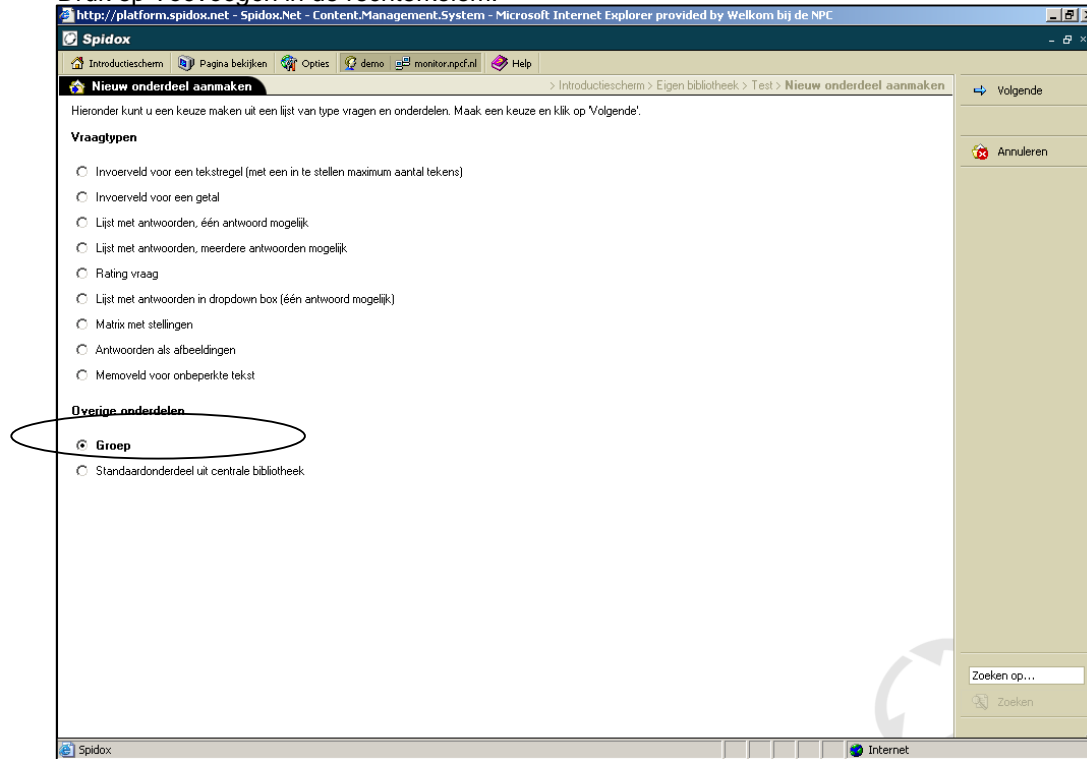 Druk op Toevoegen in de rechterkolom.
http://platform.spidox.net - Spidox.Net - Content.Management.System - Microsoft Internet Explorer provided by Welkom bij de NPC
Spidox
Introductiescherm Pagina bekijken Opties demo monitor.npcf.nl Help
Nieuw onderdeel aanmaken > Introductiescherm > Eigen bibliotheek > Test > Nieuw onderdeel aanmaken
Volgende
Hieronder kunt u een keuze maken uit een lijst van type vragen en onderdelen. Maak een keuze en klik op 'Volgende'.
Vraagtypen
Annuleren
Invoerveld voor een tekstregel (met een in te stellen maximum aantal tekens)
Invoerveld voor een getal
Lijst met antwoorden, één antwoord mogelijk
Lijst met antwoorden, meerdere antwoorden mogelijk
Rating vraag
Lijst met antwoorden in dropdown box (één antwoord mogelijk)
Matrix met stellingen
Antwoorden als afbeeldingen
Memoveld voor onbeperkte tekst
Overige onderdelen
Groep
Standaardonderdeel uit centrale bibliotheek
Zoeken op...
Zoeken
Spidox Internet